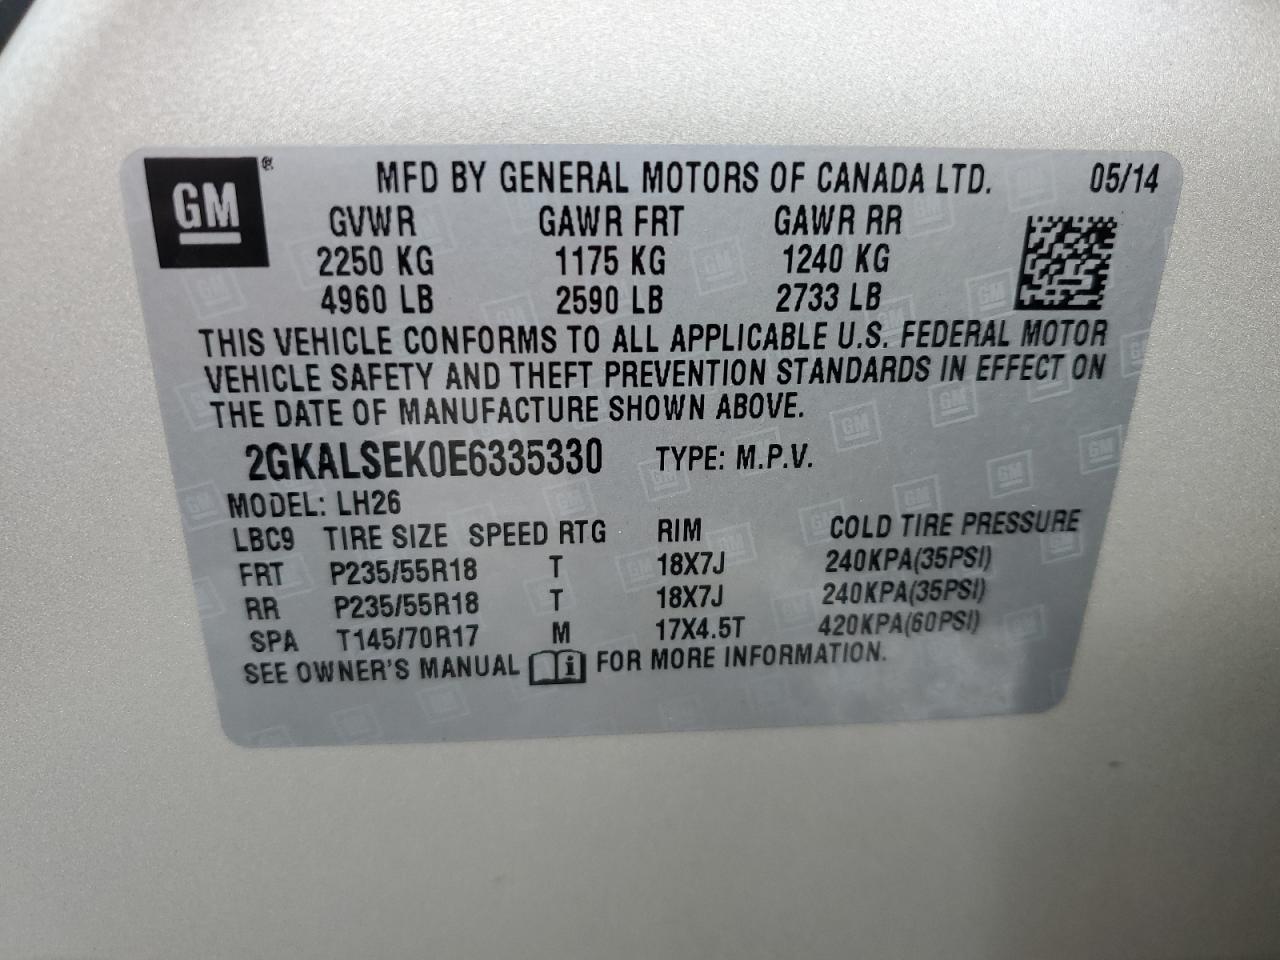 GM®
MFD BY GENERAL MOTORS OF CANADA LTD. 05/14
GVWR GAWR FRT GAWR RR
2250 KG 1175 KG 1240 KG
4960 LB 2590 LB 2733 LB
THIS VEHICLE CONFORMS TO ALL APPLICABLE U.S. FEDERAL MOTOR
VEHICLE SAFETY AND THEFT PREVENTION STANDARDS IN EFFECT ON
THE DATE OF MANUFACTURE SHOWN ABOVE.
2GKALSEK0E6335330 TYPE: M.P.V.
MODEL: LH26
LBC9 TIRE SIZE SPEED RTG RIM COLD TIRE PRESSURE
FRT P235/55R18 T 18X7J 240KPA(35PSI)
RR P235/55R18 T 18X7J 240KPA(35PSI)
SPA T145/70R17 M 17X4.5T 420KPA(60PSI)
SEE OWNER'S MANUAL i FOR MORE INFORMATION.